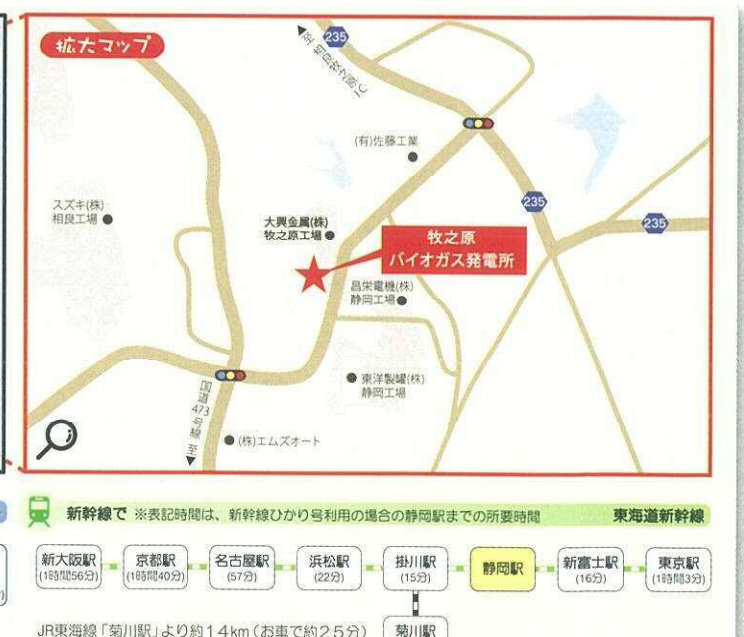 拡大マップ
235
至 相良牧之原IC
(有)佐藤工業
スズキ(株)
相良工場
大興金属(株)
牧之原工場
235
235
牧之原
バイオガス発電所
昌栄電機(株)
静岡工場
東洋製罐(株)
静岡工場
国道473号線 至
(株)エムズオート
新幹線で ※表記時間は、新幹線ひかり号利用の場合の静岡駅までの所要時間 東海道新幹線
新大阪駅 京都駅 名古屋駅 浜松駅 掛川駅 静岡駅 新富士駅 東京駅
(1時間56分) (1時間40分) (57分) (22分) (15分) (16分) (1時間3分)
JR東海線「菊川駅」より約14km(お車で約25分) 菊川駅